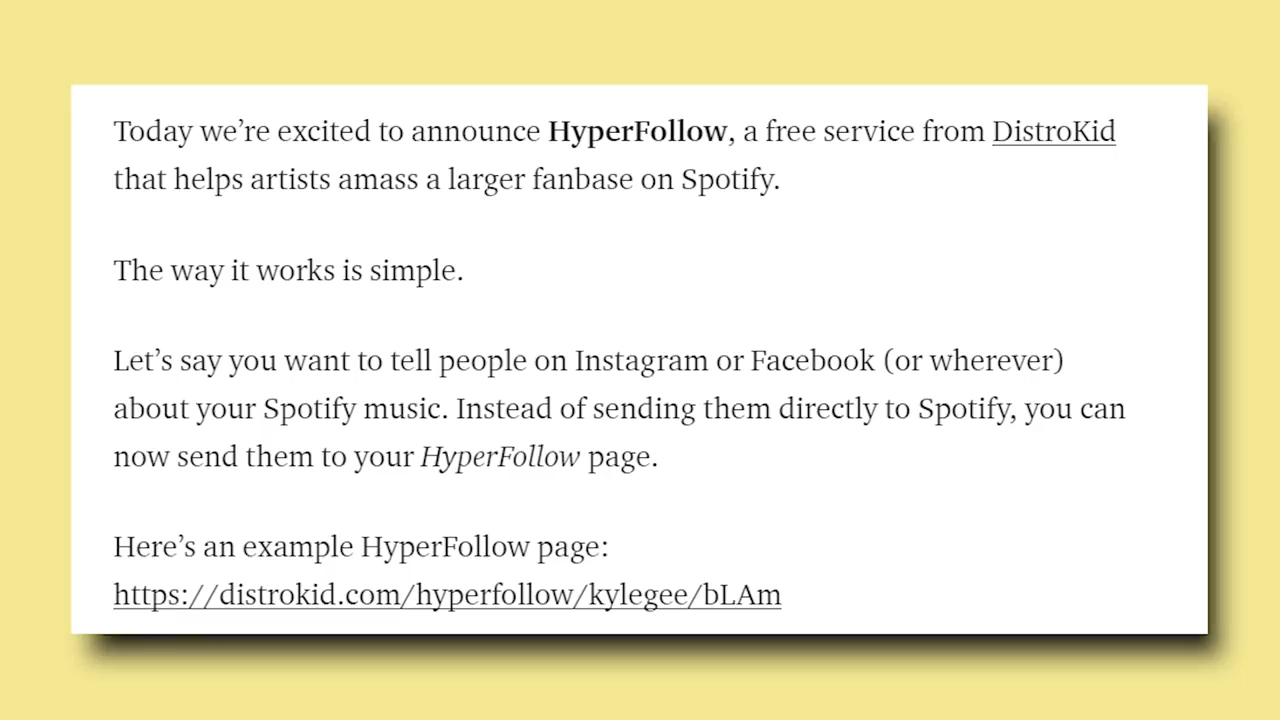 Today we’re excited to announce HyperFollow, a free service from DistroKid
that helps artists amass a larger fanbase on Spotify.
The way it works is simple.
Let’s say you want to tell people on Instagram or Facebook (or wherever)
about your Spotify music. Instead of sending them directly to Spotify, you can
now send them to your HyperFollow page.
Here’s an example HyperFollow page:
https://distrokid.com/hyperfollow/kylegee/bLAm